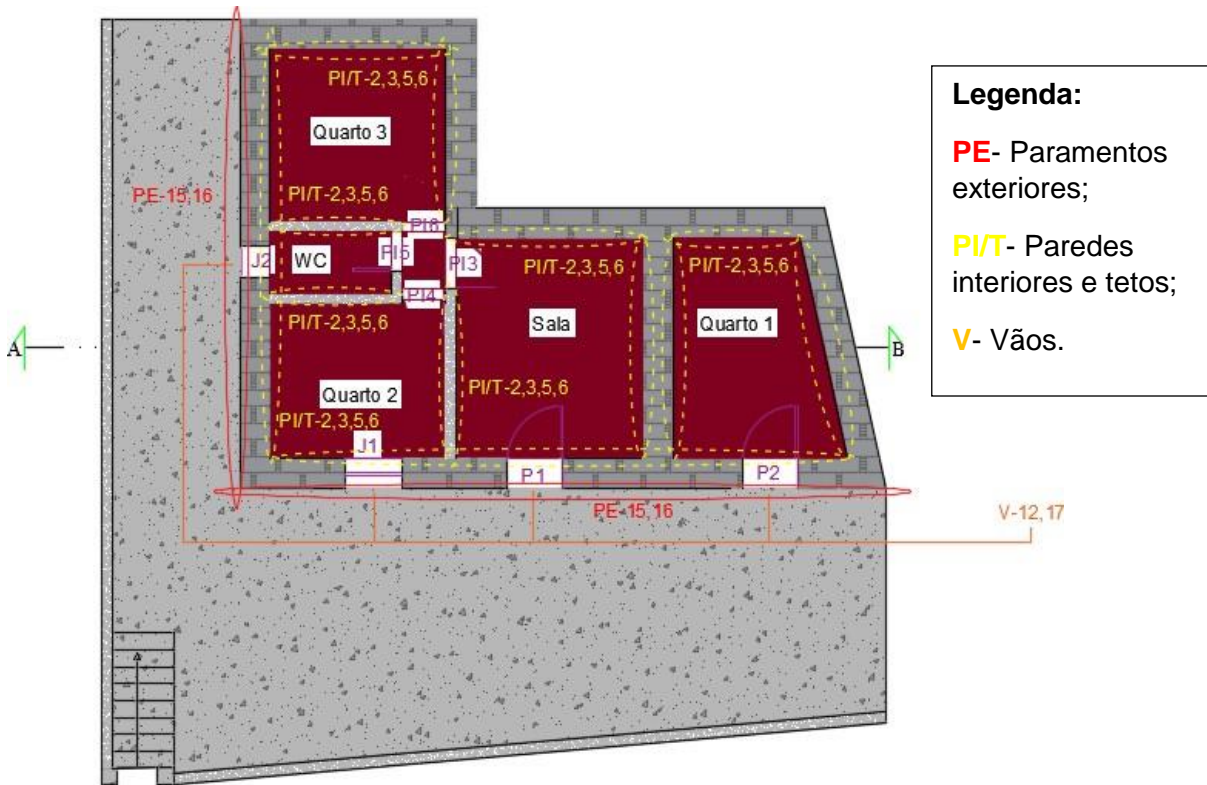 PI/T-2,3,5,6
Quarto 3
PI/T-2,3,5,6
PE-15,16
PI6
J2
WC
PI5
PI3
PI4
PI/T-2,3,5,6
PI/T-2,3,5,6
PI/T-2,3,5,6
Sala
Quarto 1
A
B
Quarto 2
PI/T-2,3,5,6
PI/T-2,3,5,6
J1
P1
P2
PE-15,16
V-12,17
Legenda:
PE- Paramentos
exteriores;
PI/T- Paredes
interiores e tetos;
V- Vãos.